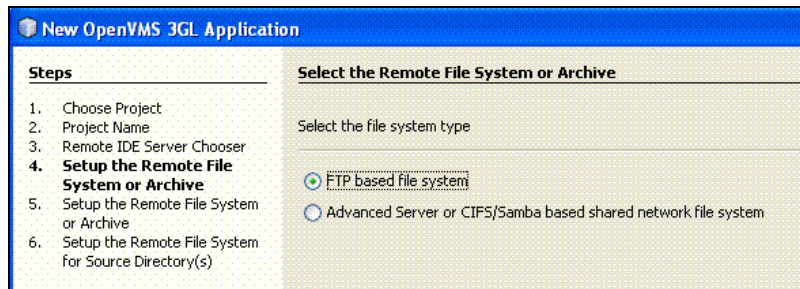 New OpenVMS 3GL Application
Steps
1. Choose Project
2. Project Name
3. Remote IDE Server Chooser
4. Setup the Remote File
System or Archive
5. Setup the Remote File System
or Archive
6. Setup the Remote File System
for Source Directory(s)
Select the Remote File System or Archive
Select the file system type
FTP based file system
Advanced Server or CIFS/Samba based shared network file system